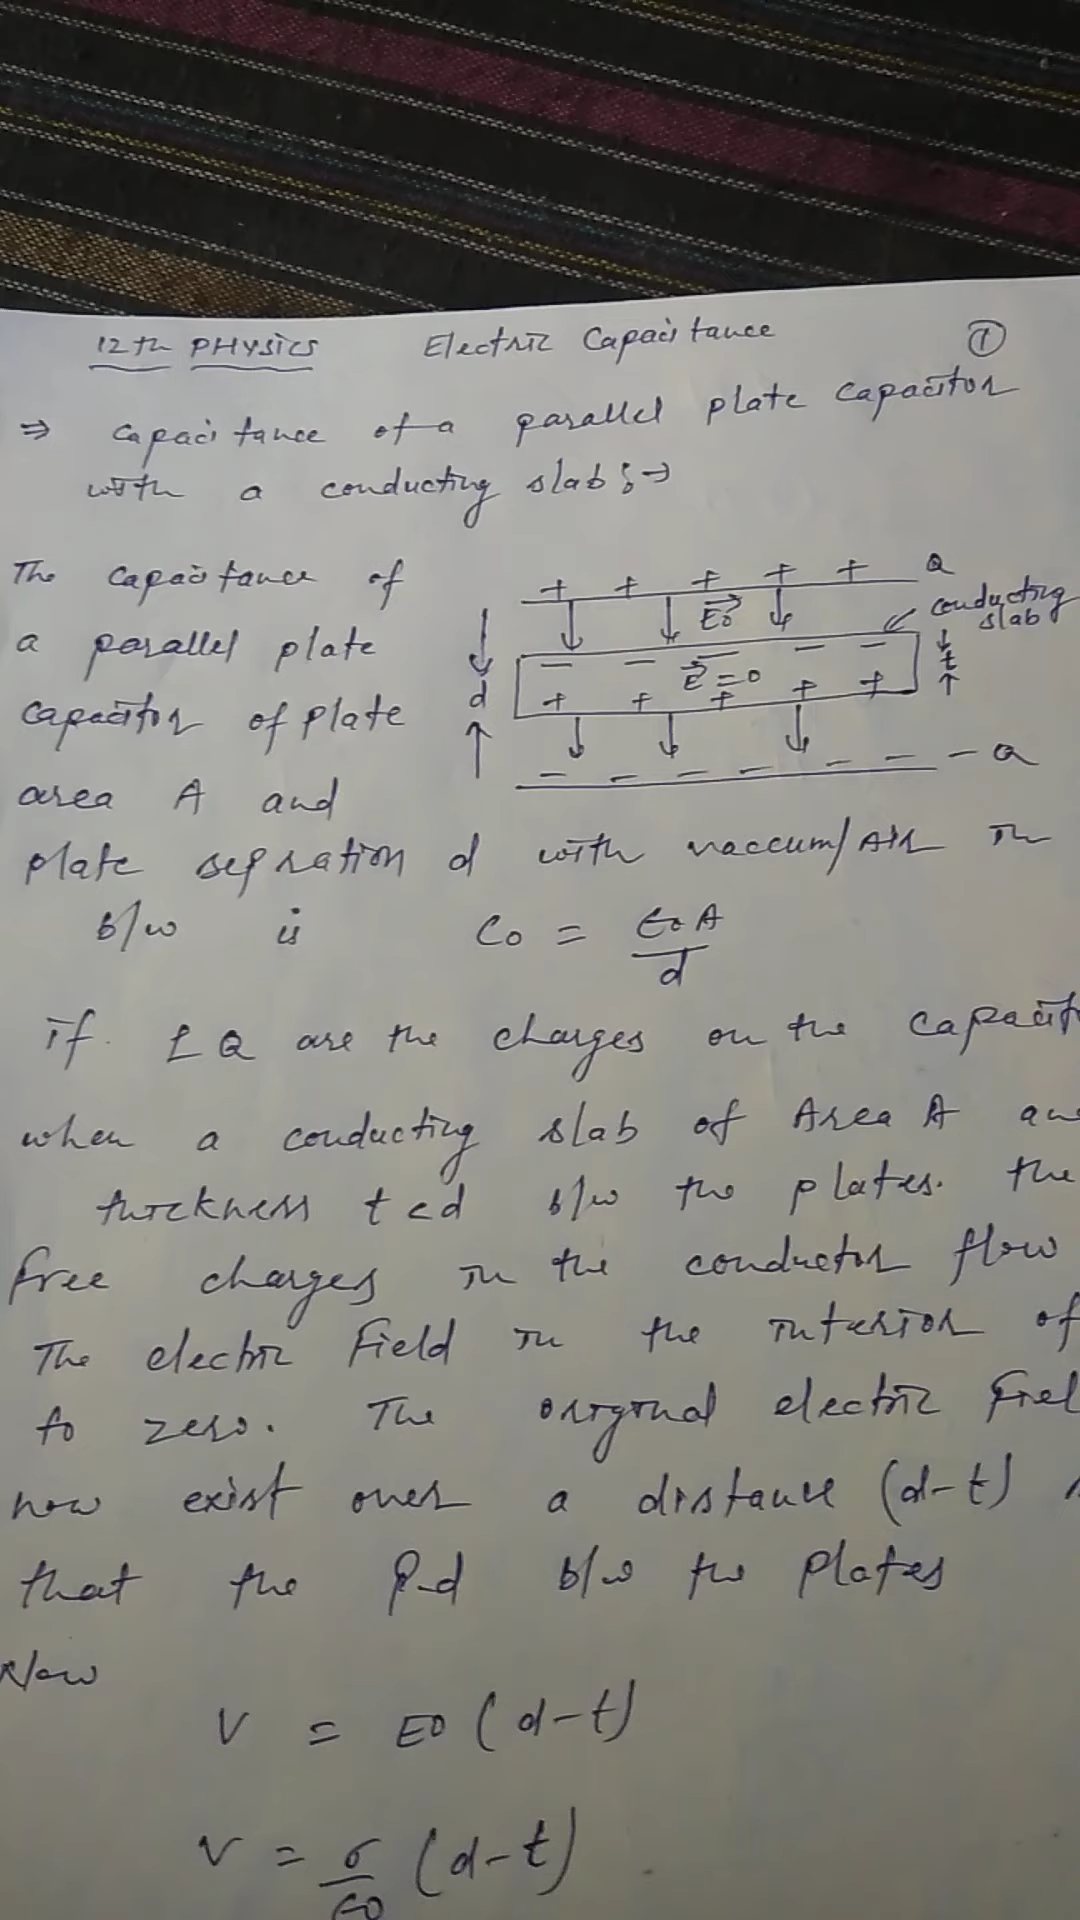 12th PHYSICS Electric Capacitance 1
⇒ Capacitance of a parallel plate capacitor
with a conducting slab :→
The capacitance of
a parallel plate
capacitor of plate
area A and
+ + + + + Q
E₀ conducting
slab
− − − − −
E = 0
d
t
+ + + + +
− − − − − − − Q
plate sepration d with vaccum/Air in
b/w is C₀ = ε₀A/d
if ± Q are the charges on the capacit
when a conducting slab of Area A an
thickness t < d b/w the plates. the
free charges in the conductor flow
The electric field in the interior of
to zero. The original electric fiel
now exist over a distance (d-t) s
that the P.d b/w the plates
Now
V = E0 (d-t)
V = σ/ε0 (d-t)